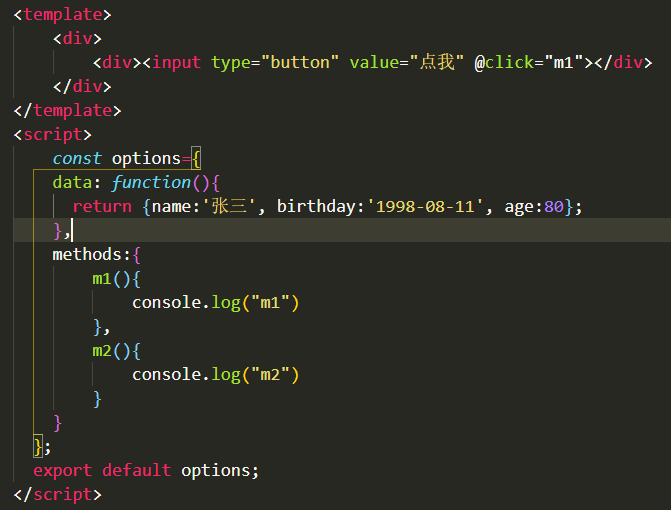 <template>
    <div>
        <div><input type="button" value="点我" @click="m1"></div>
    </div>
</template>
<script>
    const options={
    data: function(){
      return {name:'张三', birthday:'1998-08-11', age:80};
    },
    methods:{
        m1(){
            console.log("m1")
        },
        m2(){
            console.log("m2")
        }
    }
  };
  export default options;
</script>